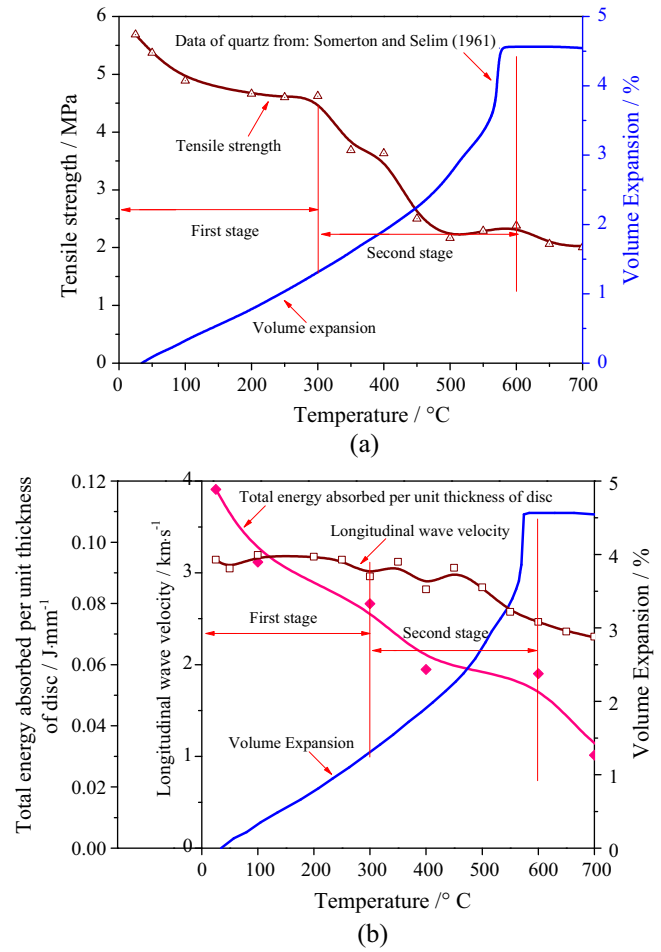 Data of quartz from: Somerton and Selim (1961)
Tensile strength
First stage
Second stage
Volume expansion
Tensile strength / MPa
0
1
2
3
4
5
6
Volume Expansion / %
0
1
2
3
4
5
0 100 200 300 400 500 600 700
Temperature / °C
(a)
Total energy absorbed per unit thickness
of disc / J·mm⁻¹
0.00
0.02
0.04
0.06
0.08
0.10
0.12
Longitudinal wave velocity / km·s⁻¹
0
1
2
3
4
Total energy absorbed per unit thickness of disc
Longitudinal wave velocity
First stage
Second stage
Volume Expansion
Volume Expansion / %
0
1
2
3
4
5
0 100 200 300 400 500 600 700
Temperature /° C
(b)